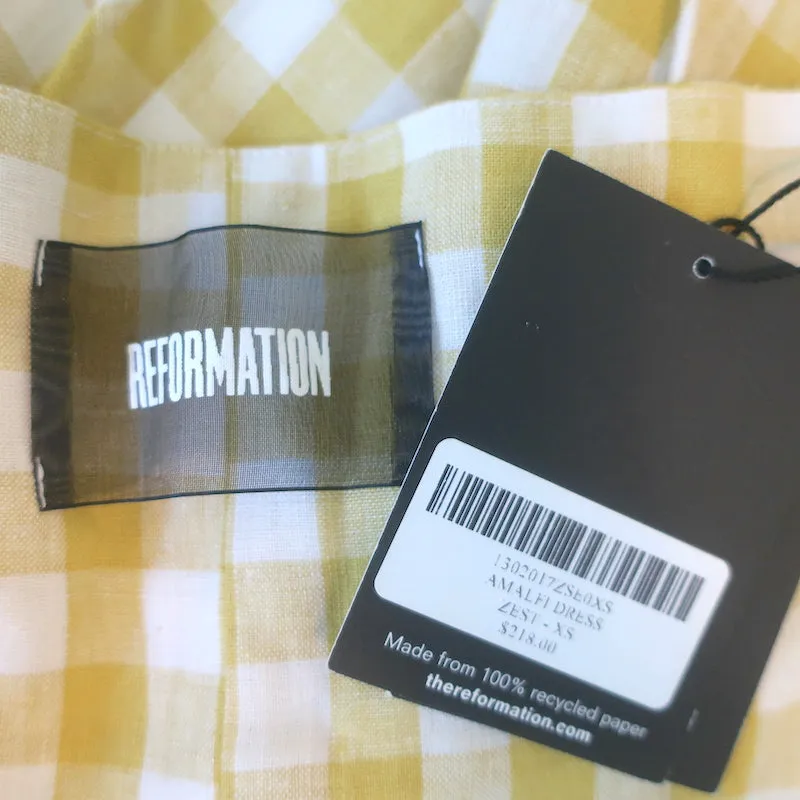 REFORMATION
1302017ZSE0XS
AMALFI DRESS
ZEST - XS
$218.00
Made from 100% recycled paper
thereformation.com